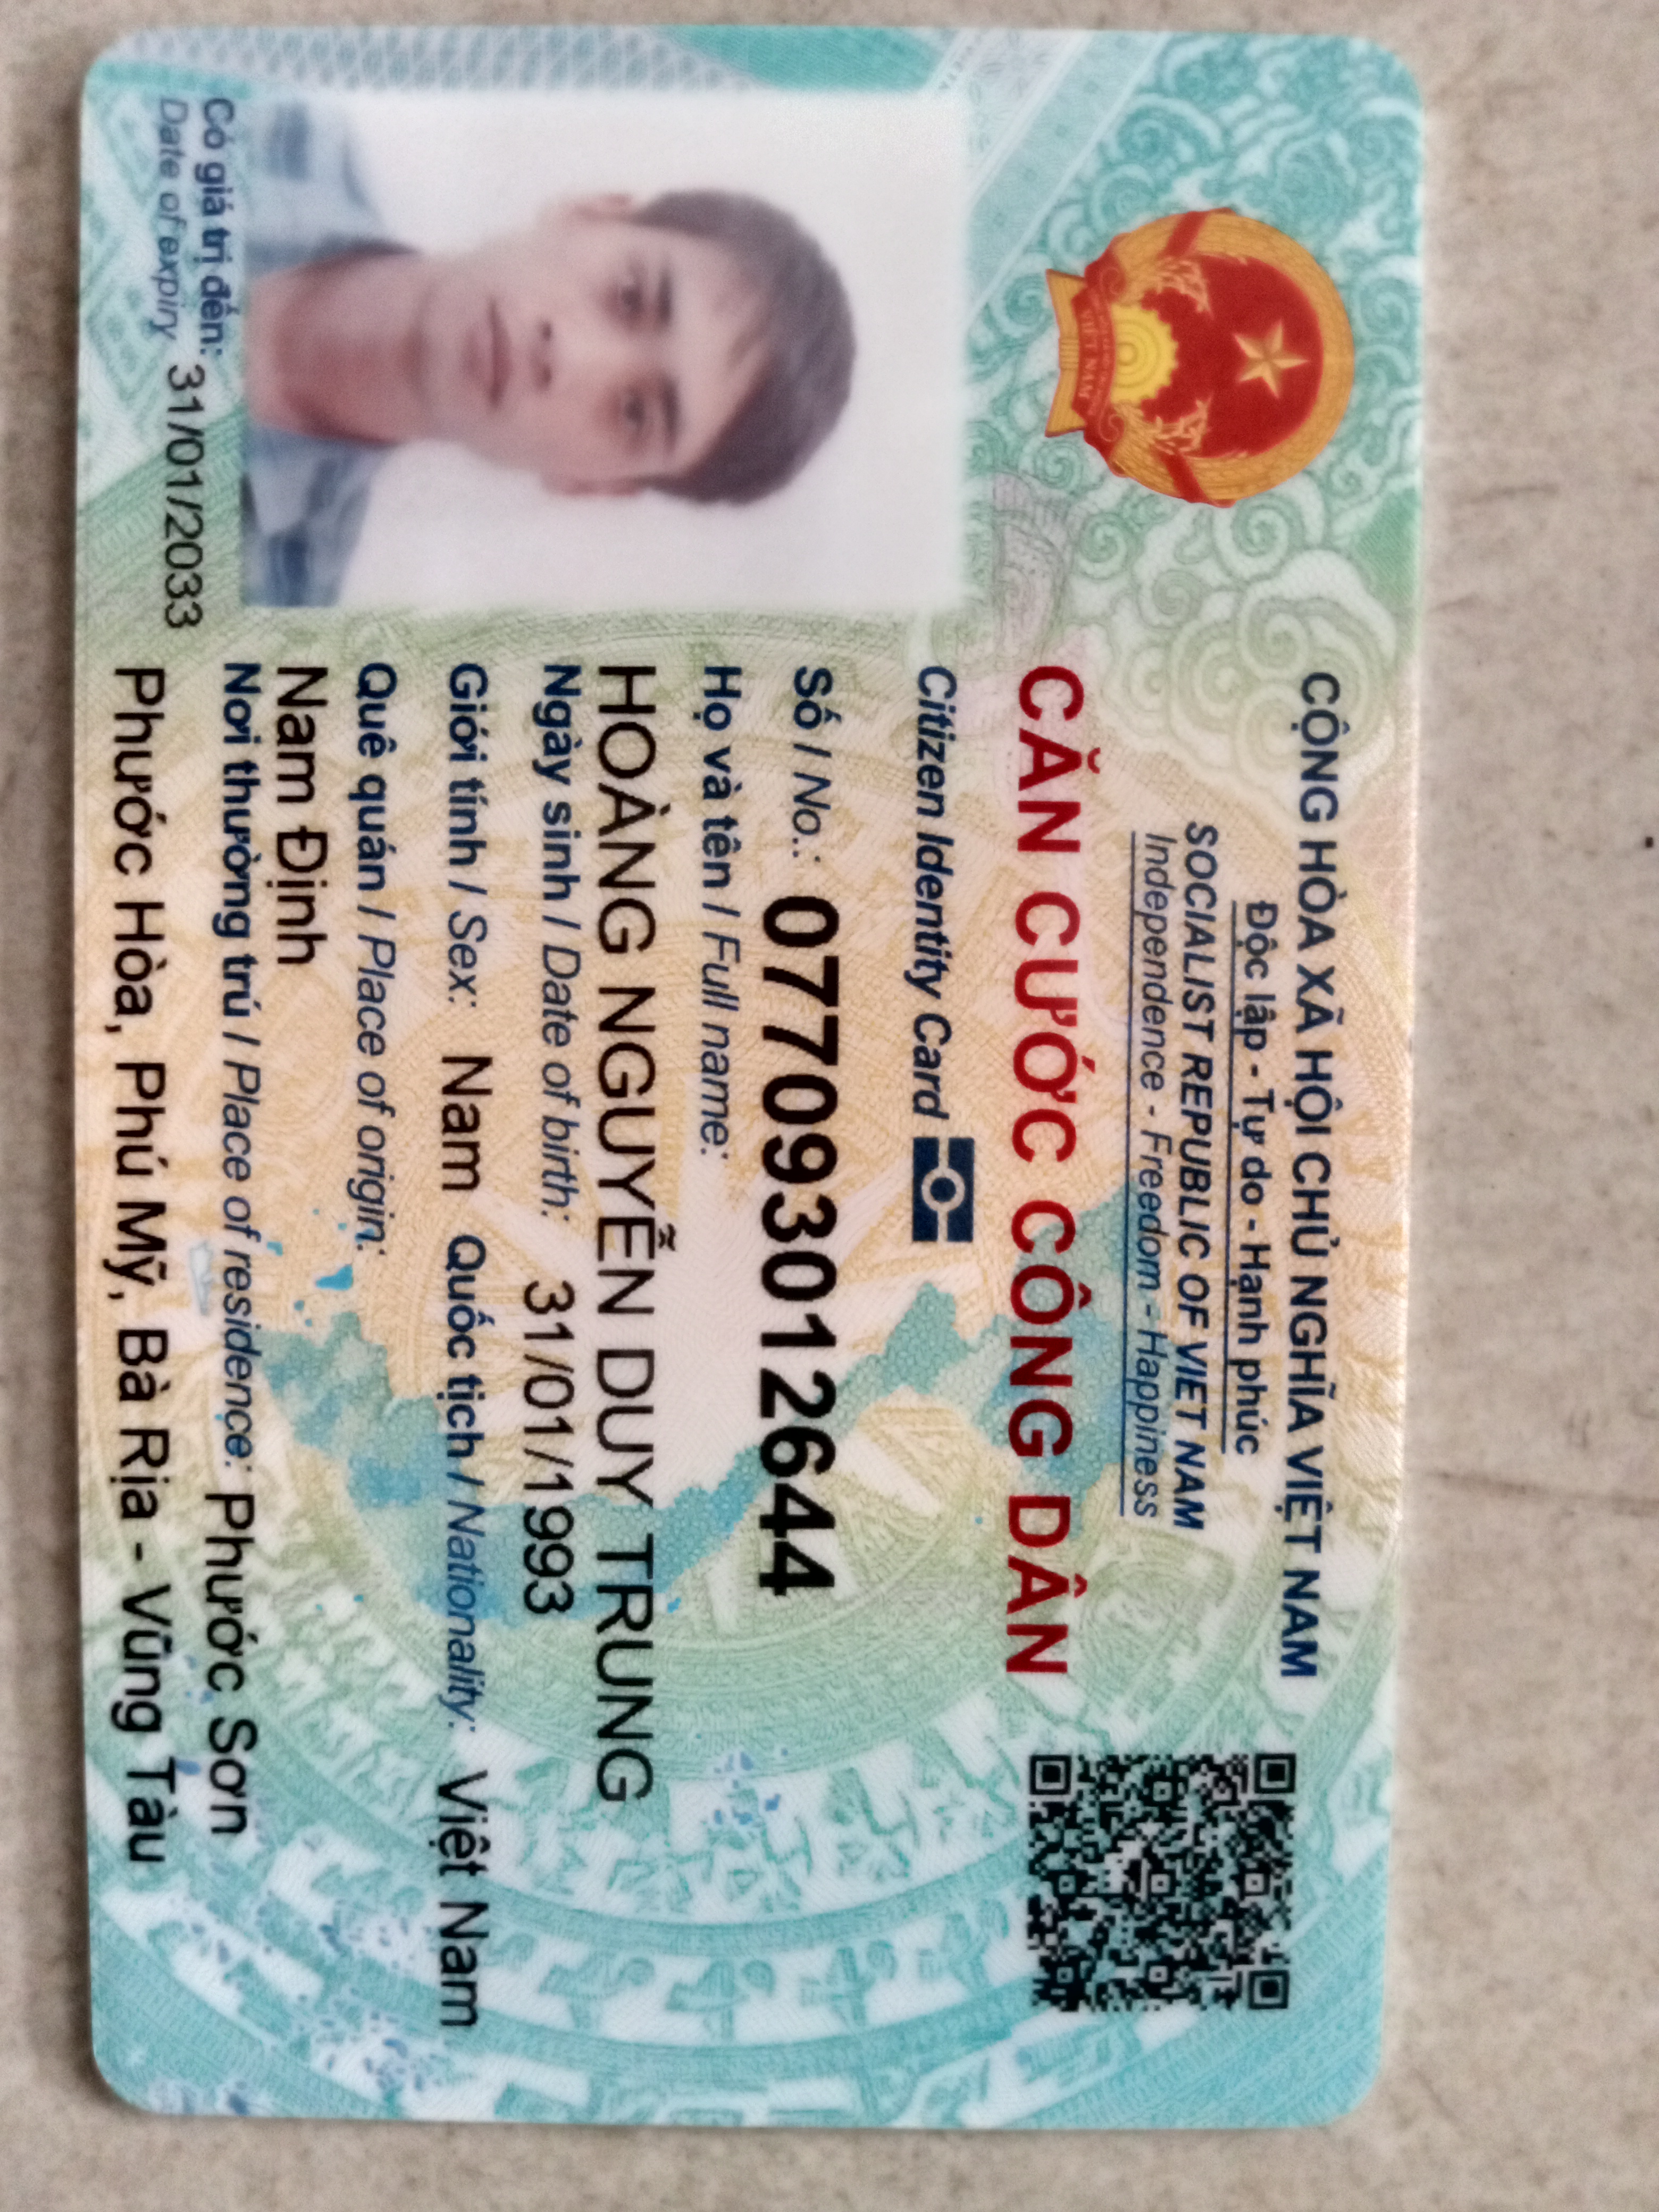 CỘNG HÒA XÃ HỘI CHỦ NGHĨA VIỆT NAM
Độc lập - Tự do - Hạnh phúc
SOCIALIST REPUBLIC OF VIET NAM
Independence - Freedom - Happiness
CĂN CƯỚC CÔNG DÂN
Citizen Identity Card
Số / No.: 077093012644
Họ và tên / Full name:
HOÀNG NGUYỄN DUY TRUNG
Ngày sinh / Date of birth: 31/01/1993
Giới tính / Sex: Nam Quốc tịch / Nationality: Việt Nam
Quê quán / Place of origin:
Nam Định
Nơi thường trú / Place of residence: Phước Sơn
Phước Hòa, Phú Mỹ, Bà Rịa - Vũng Tàu
Có giá trị đến: 31/01/2033
Date of expiry
VIỆT NAM